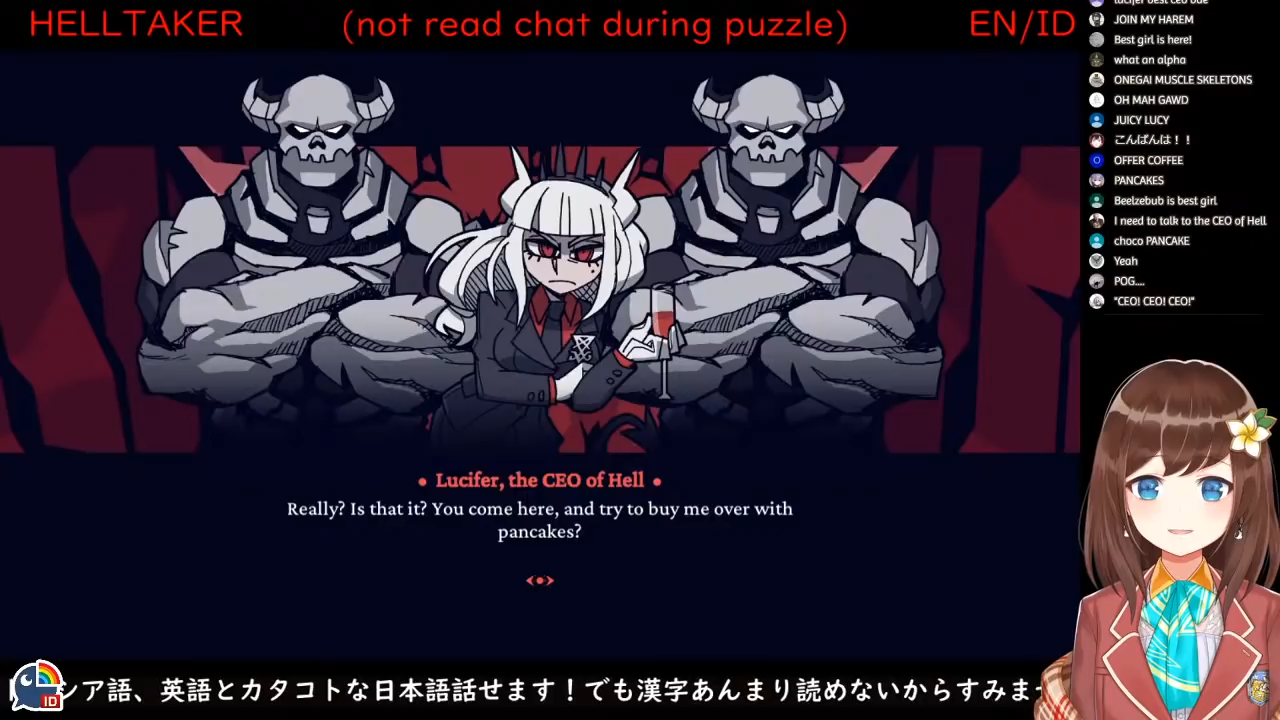 HELLTAKER (not read chat during puzzle) EN/ID
lucifer best ceo
JOIN MY HAREM
Best girl is here!
what an alpha
ONEGAI MUSCLE SKELETONS
OH MAH GAWD
JUICY LUCY
こんばんは！！
OFFER COFFEE
PANCAKES
Beelzebub is best girl
I need to talk to the CEO of Hell
choco PANCAKE
Yeah
POG....
"CEO! CEO! CEO!"
• Lucifer, the CEO of Hell •
Really? Is that it? You come here, and try to buy me over with
pancakes?
シア語、英語とカタコトな日本語話せます！でも漢字あんまり読めないからすみませ
ID